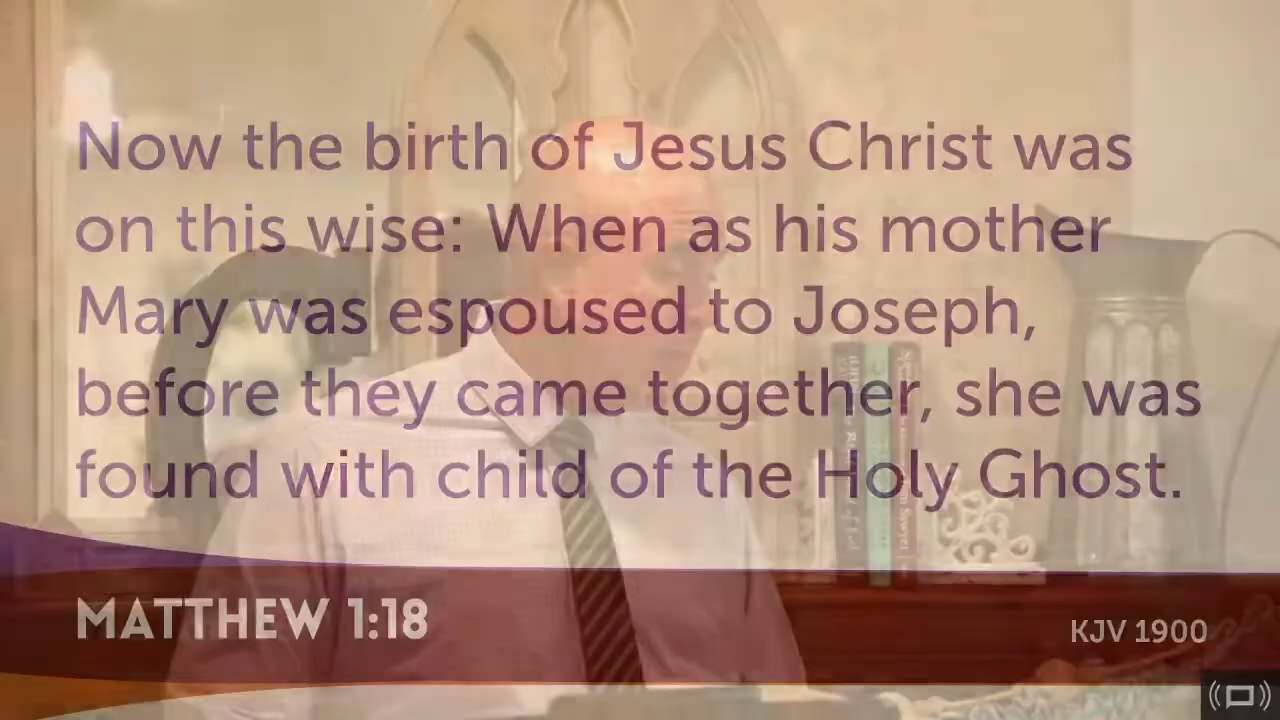 Now the birth of Jesus Christ was
on this wise: When as his mother
Mary was espoused to Joseph,
before they came together, she was
found with child of the Holy Ghost.
MATTHEW 1:18
KJV 1900